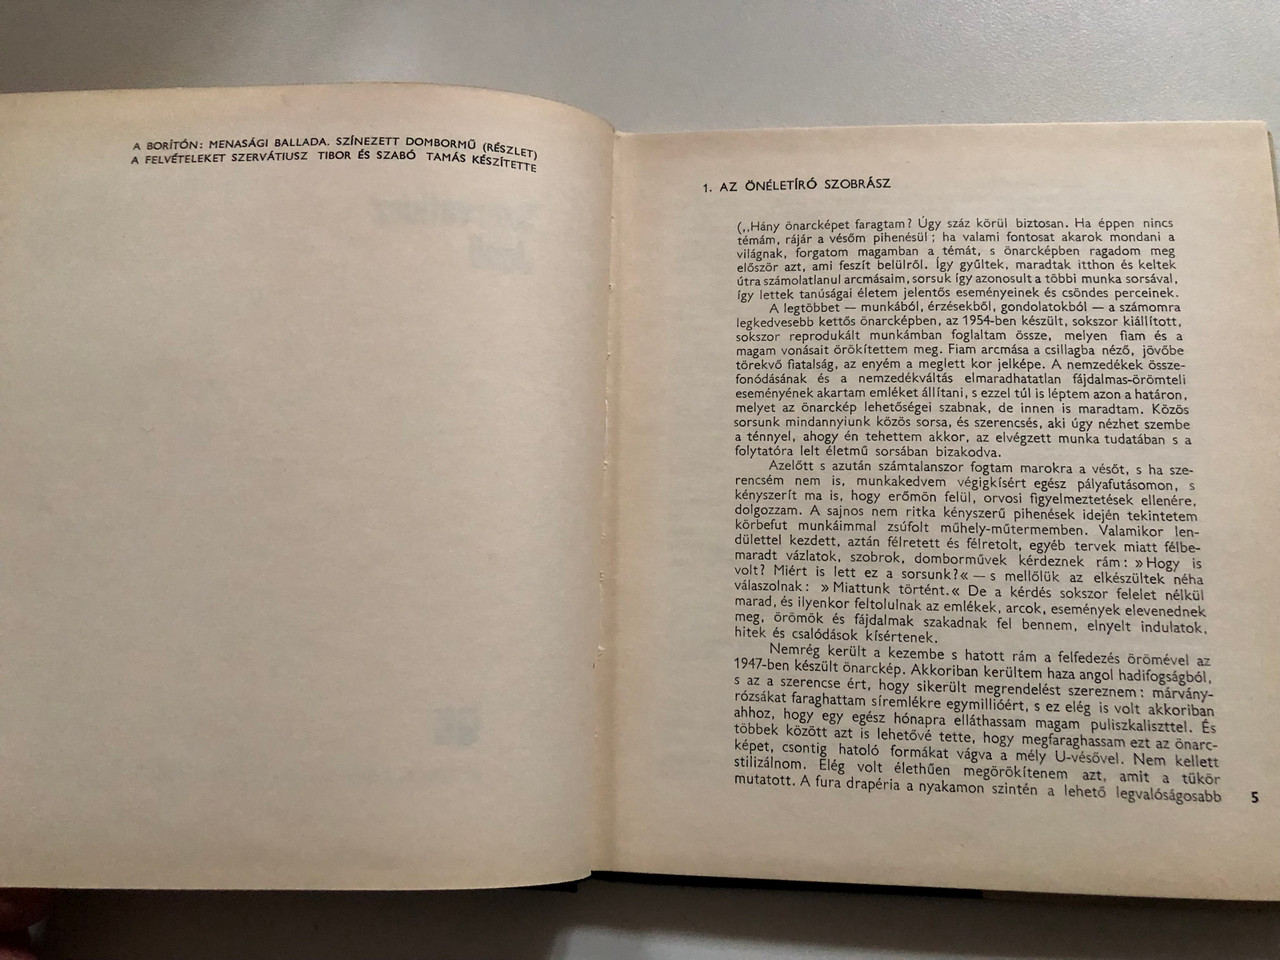 A BORÍTÓN: MENASÁGI BALLADA. SZÍNEZETT DOMBORMŰ (RÉSZLET)
A FELVÉTELEKET SZERVÁTIUSZ TIBOR ÉS SZABÓ TAMÁS KÉSZÍTETTE
1. AZ ÖNÉLETÍRÓ SZOBRÁSZ
(,,Hány önarcképet faragtam? Úgy száz körül biztosan. Ha éppen nincs
témám, rájár a vésőm pihenésül; ha valami fontosat akarok mondani a
világnak, forgatom magamban a témát, s önarcképben ragadom meg
először azt, ami feszít belülről. Így gyűltek, maradtak itthon és keltek
útra számolatlanul arcmásaim, sorsuk így azonosult a többi munka sorsával,
így lettek tanúságai életem jelentős eseményeinek és csöndes perceinek.
A legtöbbet — munkából, érzésekből, gondolatokból — a számomra
legkedvesebb kettős önarcképben, az 1954-ben készült, sokszor kiállított,
sokszor reprodukált munkámban foglaltam össze, melyen fiam és a
magam vonásait örökítettem meg. Fiam arcmása a csillagba néző, jövőbe
törekvő fiatalság, az enyém a meglett kor jelképe. A nemzedékek össze-
fonódásának és a nemzedékváltás elmaradhatatlan fájdalmas-örömteli
eseményének akartam emléket állítani, s ezzel túl is léptem azon a határon,
melyet az önarckép lehetőségei szabnak, de innen is maradtam. Közös
sorsunk mindannyiunk közös sorsa, és szerencsés, aki úgy nézhet szembe
a ténnyel, ahogy én tehettem akkor, az elvégzett munka tudatában s a
folytatóra lelt életmű sorsában bizakodva.
Azelőtt s azután számtalanszor fogtam marokra a vésőt, s ha sze-
rencsém nem is, munkakedvem végigkísért egész pályafutásomon, s
kényszerít ma is, hogy erőmön felül, orvosi figyelmeztetések ellenére,
dolgozzam. A sajnos nem ritka kényszerű pihenések idején tekintetem
körbefut munkáimmal zsúfolt műhely-műtermemben. Valamikor len-
dülettel kezdett, aztán félretett és félretolt, egyéb tervek miatt félbe-
maradt vázlatok, szobrok, domborművek kérdeznek rám: »Hogy is
volt? Miért is lett ez a sorsunk?« — s mellőlük az elkészültek néha
válaszolnak: »Miattunk történt.« De a kérdés sokszor felelet nélkül
marad, és ilyenkor feltolulnak az emlékek, arcok, események elevenednek
meg, örömök és fájdalmak szakadnak fel bennem, elnyelt indulatok,
hitek és csalódások kísértenek.
Nemrég került a kezembe s hatott rám a felfedezés örömével az
1947-ben készült önarckép. Akkoriban kerültem haza angol hadifogságból,
s az a szerencse ért, hogy sikerült megrendelést szereznem: márvány-
rózsákat faraghattam síremlékre egymillióért, s ez elég is volt akkoriban
ahhoz, hogy egy egész hónapra elláthassam magam puliszkaliszttel. És
többek között azt is lehetővé tette, hogy megfaraghassam ezt az önarc-
képet, csontig hatoló formákat vágva a mély U-vésővel. Nem kellett
stilizálnom. Elég volt élethűen megörökítenem azt, amit a tükör
mutatott. A fura drapéria a nyakamon szintén a lehető legvalóságosabb
5